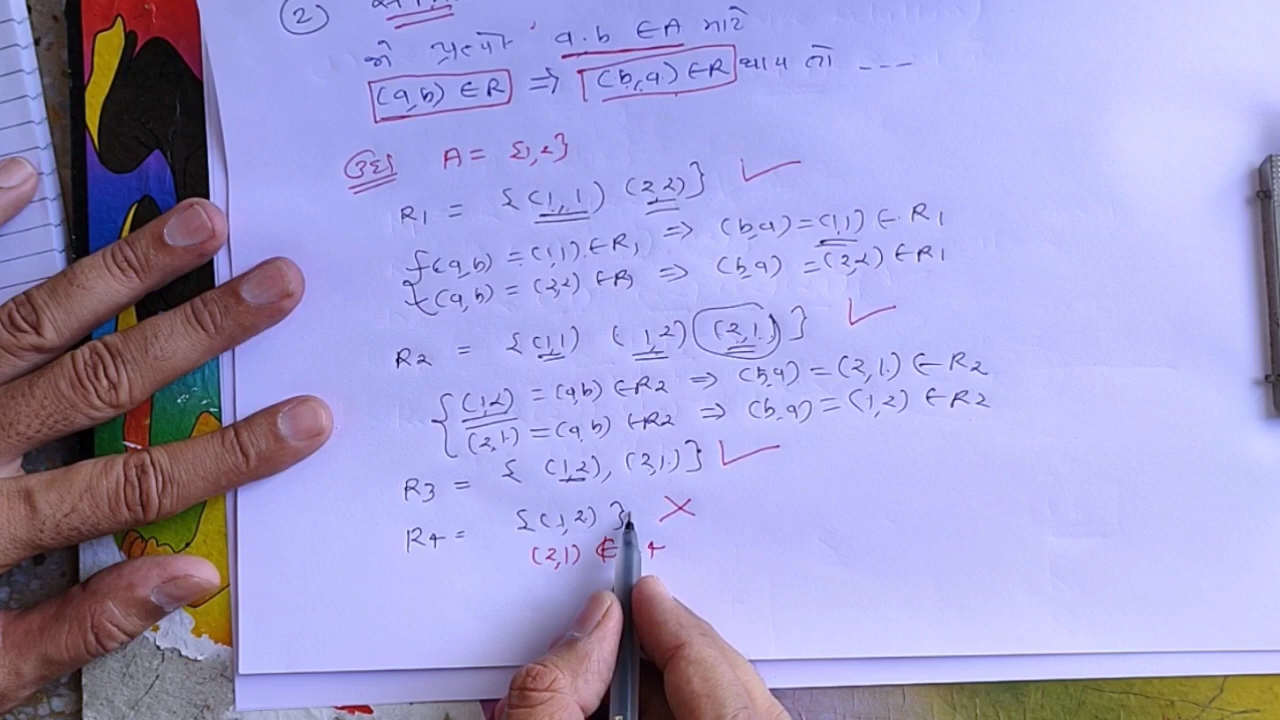 (2)
જો પ્રત્યે a.b ∈ A માટે
(a,b) ∈ R ⇒ (b,a) ∈ R થાય તો ---
ઉદા A = {1,2}
R1 = {(1,1) (2,2)} ✓
{(a,b) = (1,1) ∈ R1 ⇒ (b,a) = (1,1) ∈ R1
(a,b) = (2,2) ∈ R1 ⇒ (b,a) = (2,2) ∈ R1
R2 = {(1,1) (1,2) (2,1)} ✓
{(1,2) = (a,b) ∈ R2 ⇒ (b,a) = (2,1) ∈ R2
(2,1) = (a,b) ∈ R2 ⇒ (b,a) = (1,2) ∈ R2
R3 = { (1,2), (2,1)} ✓
R4 = {(1,2)} ✗
(2,1) ∉ 4